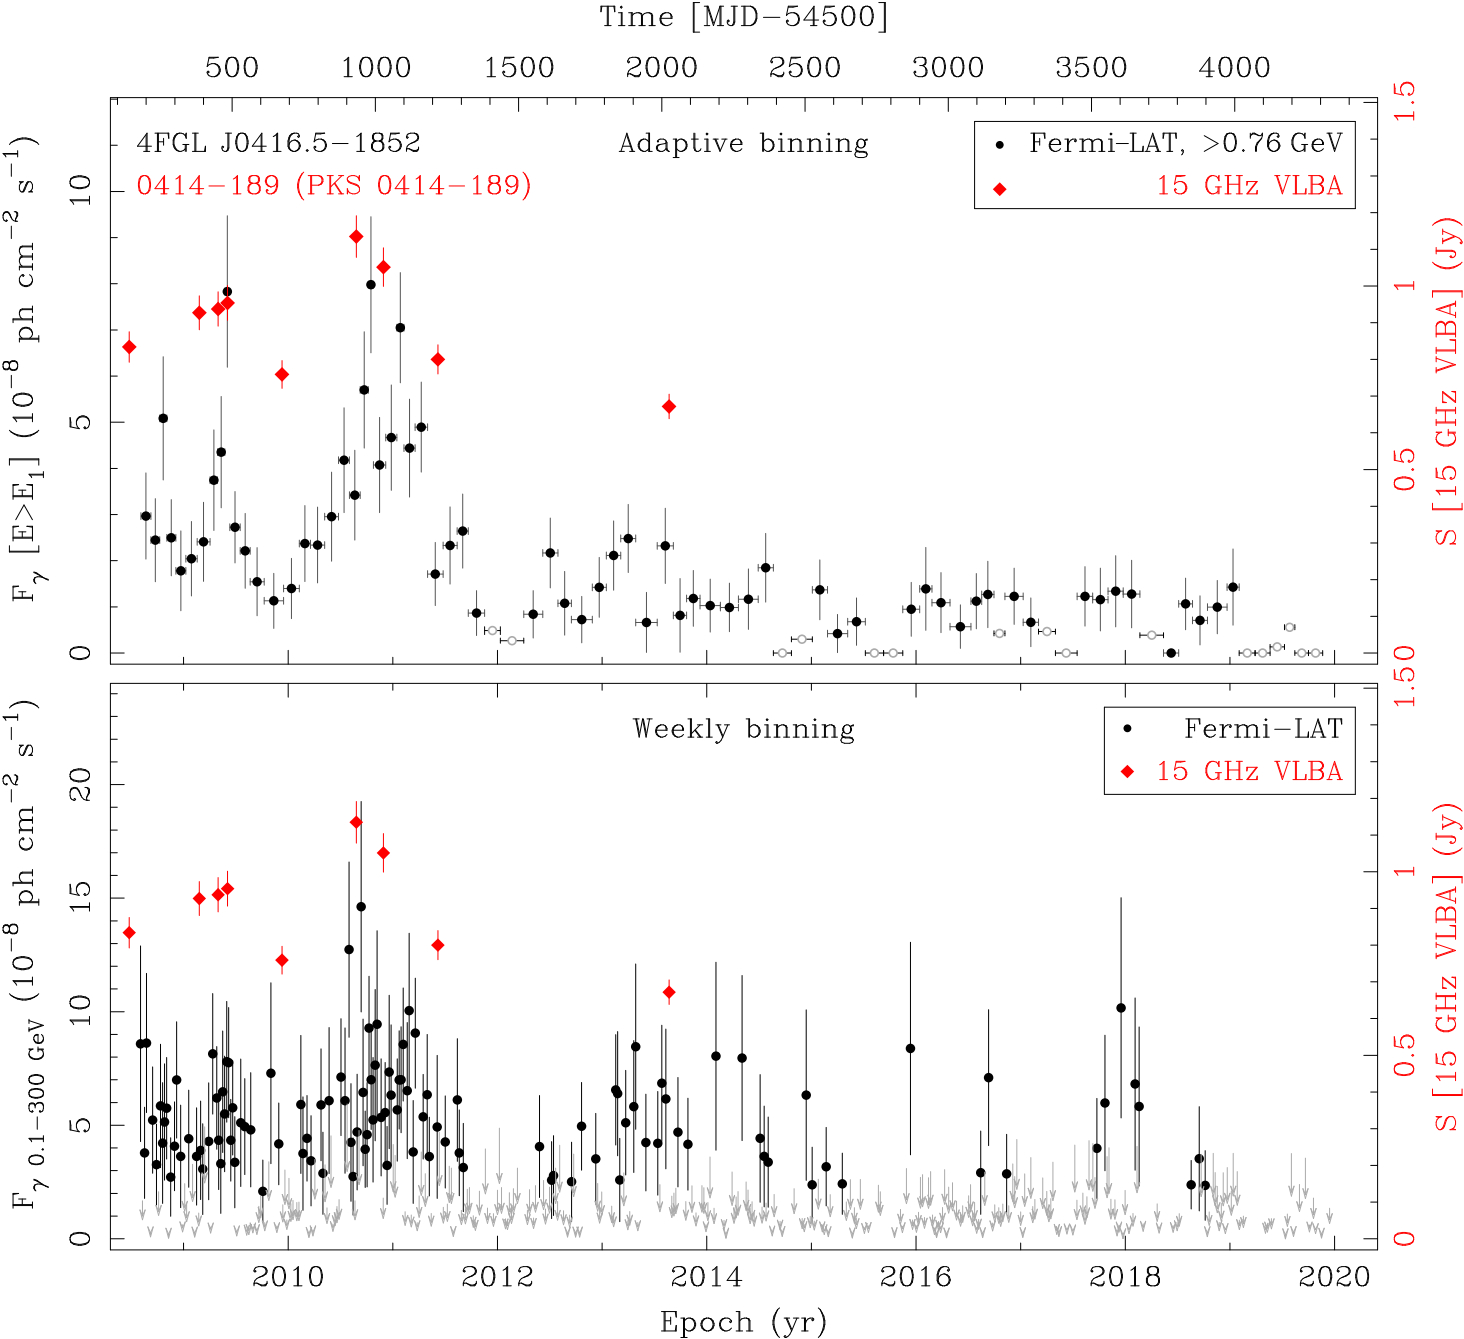 Time [MJD−54500]
500 1000 1500 2000 2500 3000 3500 4000
4FGL J0416.5−1852
0414−189 (PKS 0414−189)
Adaptive binning
Fermi−LAT, >0.76 GeV
15 GHz VLBA
F_γ [E>E_1] (10^−8 ph cm^−2 s^−1)
10
5
0
S [15 GHz VLBA] (Jy)
1.5
1
0.5
0
Weekly binning
Fermi−LAT
15 GHz VLBA
F_γ 0.1−300 GeV (10^−8 ph cm^−2 s^−1)
20
15
10
5
0
S [15 GHz VLBA] (Jy)
1.5
1
0.5
0
2010 2012 2014 2016 2018 2020
Epoch (yr)